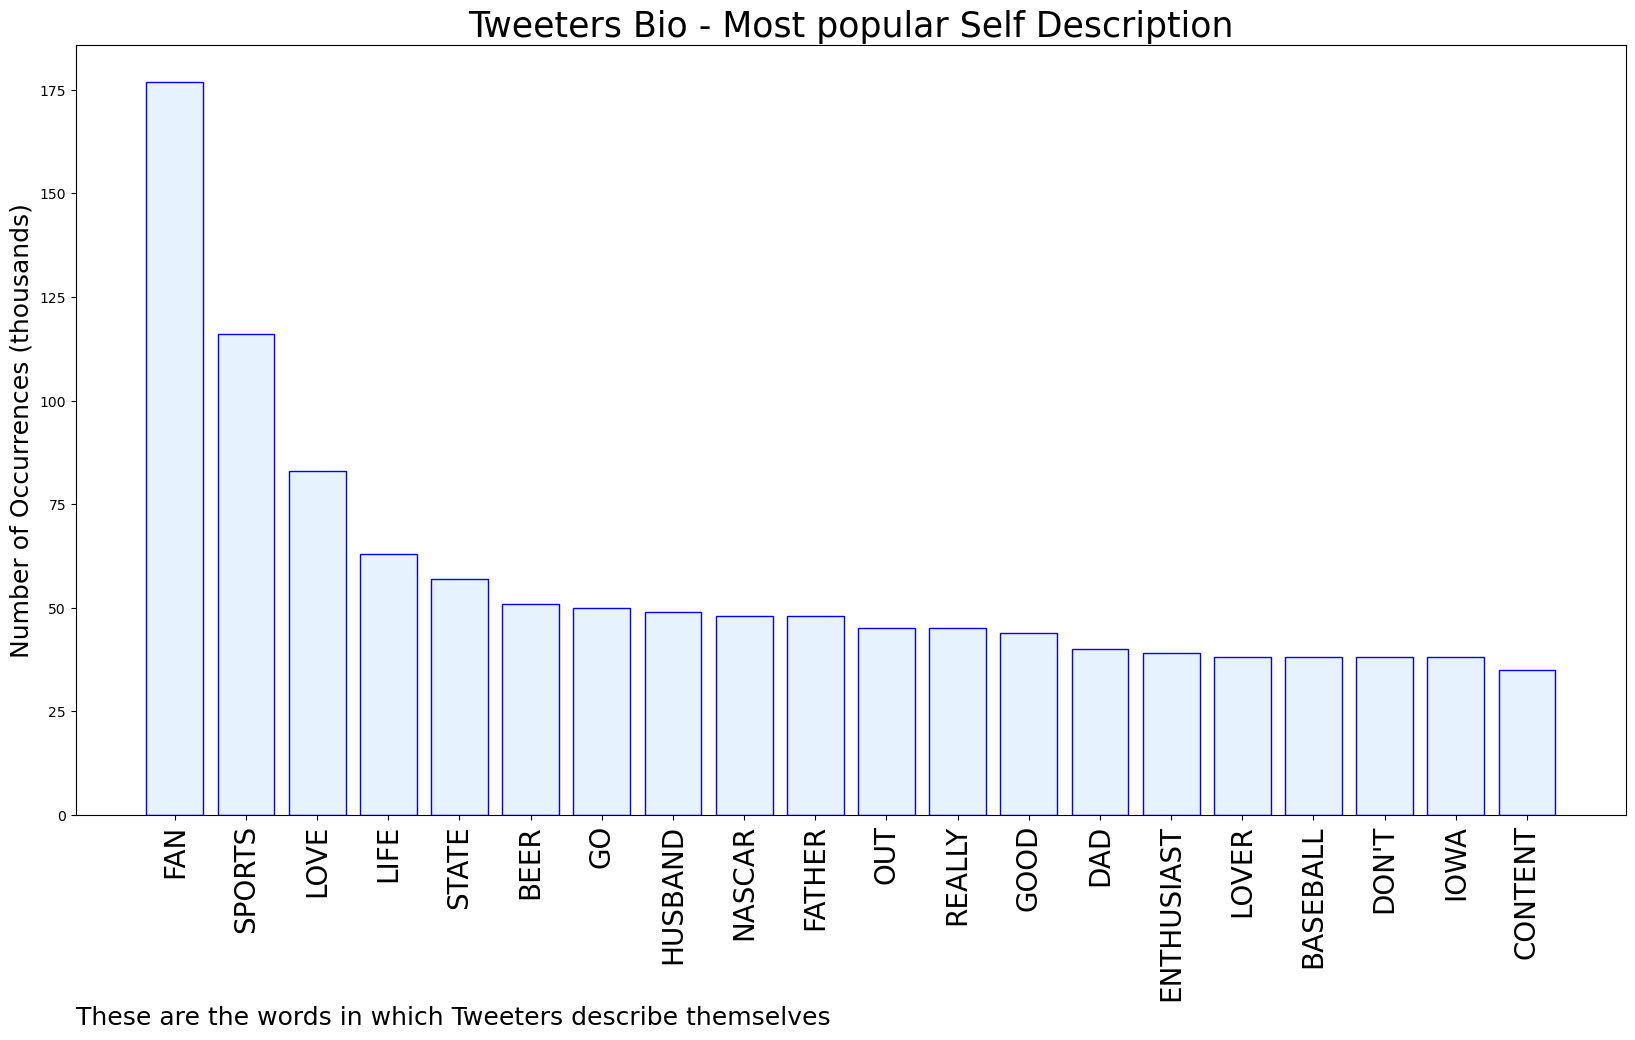 Tweeters Bio - Most popular Self Description
Number of Occurrences (thousands)
175
150
125
100
75
50
25
0
FAN
SPORTS
LOVE
LIFE
STATE
BEER
GO
HUSBAND
NASCAR
FATHER
OUT
REALLY
GOOD
DAD
ENTHUSIAST
LOVER
BASEBALL
DON'T
IOWA
CONTENT
These are the words in which Tweeters describe themselves